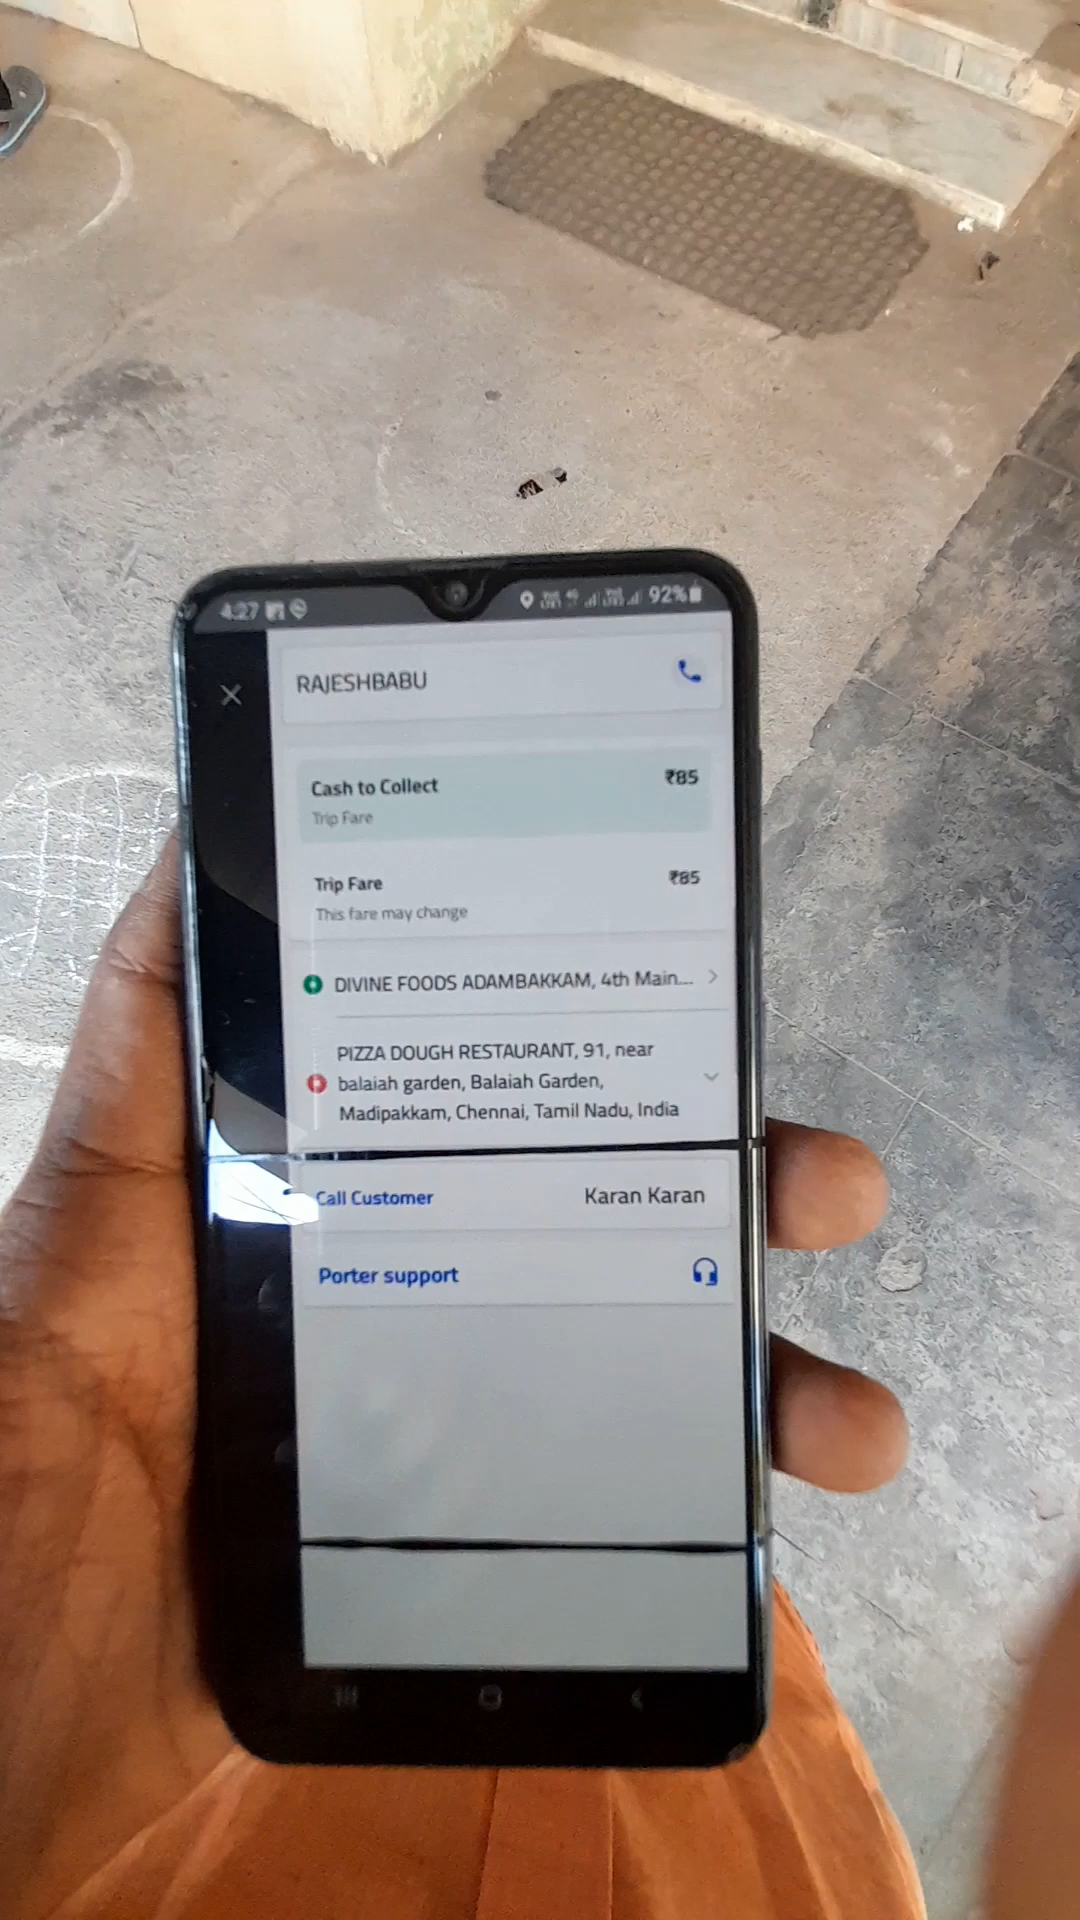 4:27
92%
RAJESHBABU
Cash to Collect ₹85
Trip Fare
Trip Fare ₹85
This fare may change
DIVINE FOODS ADAMBAKKAM, 4th Main...
PIZZA DOUGH RESTAURANT, 91, near
balaiah garden, Balaiah Garden,
Madipakkam, Chennai, Tamil Nadu, India
Call Customer Karan Karan
Porter support